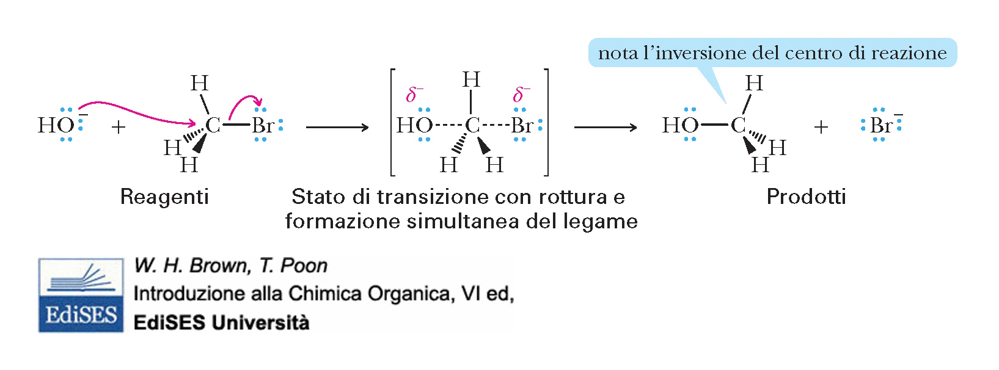 nota l’inversione del centro di reazione
H H H
δ⁻ δ⁻
HO⁻ + C Br HO C Br HO C + Br⁻
H H H H H H
Reagenti Stato di transizione con rottura e Prodotti
formazione simultanea del legame
W. H. Brown, T. Poon
Introduzione alla Chimica Organica, VI ed,
EdiSES EdiSES Università